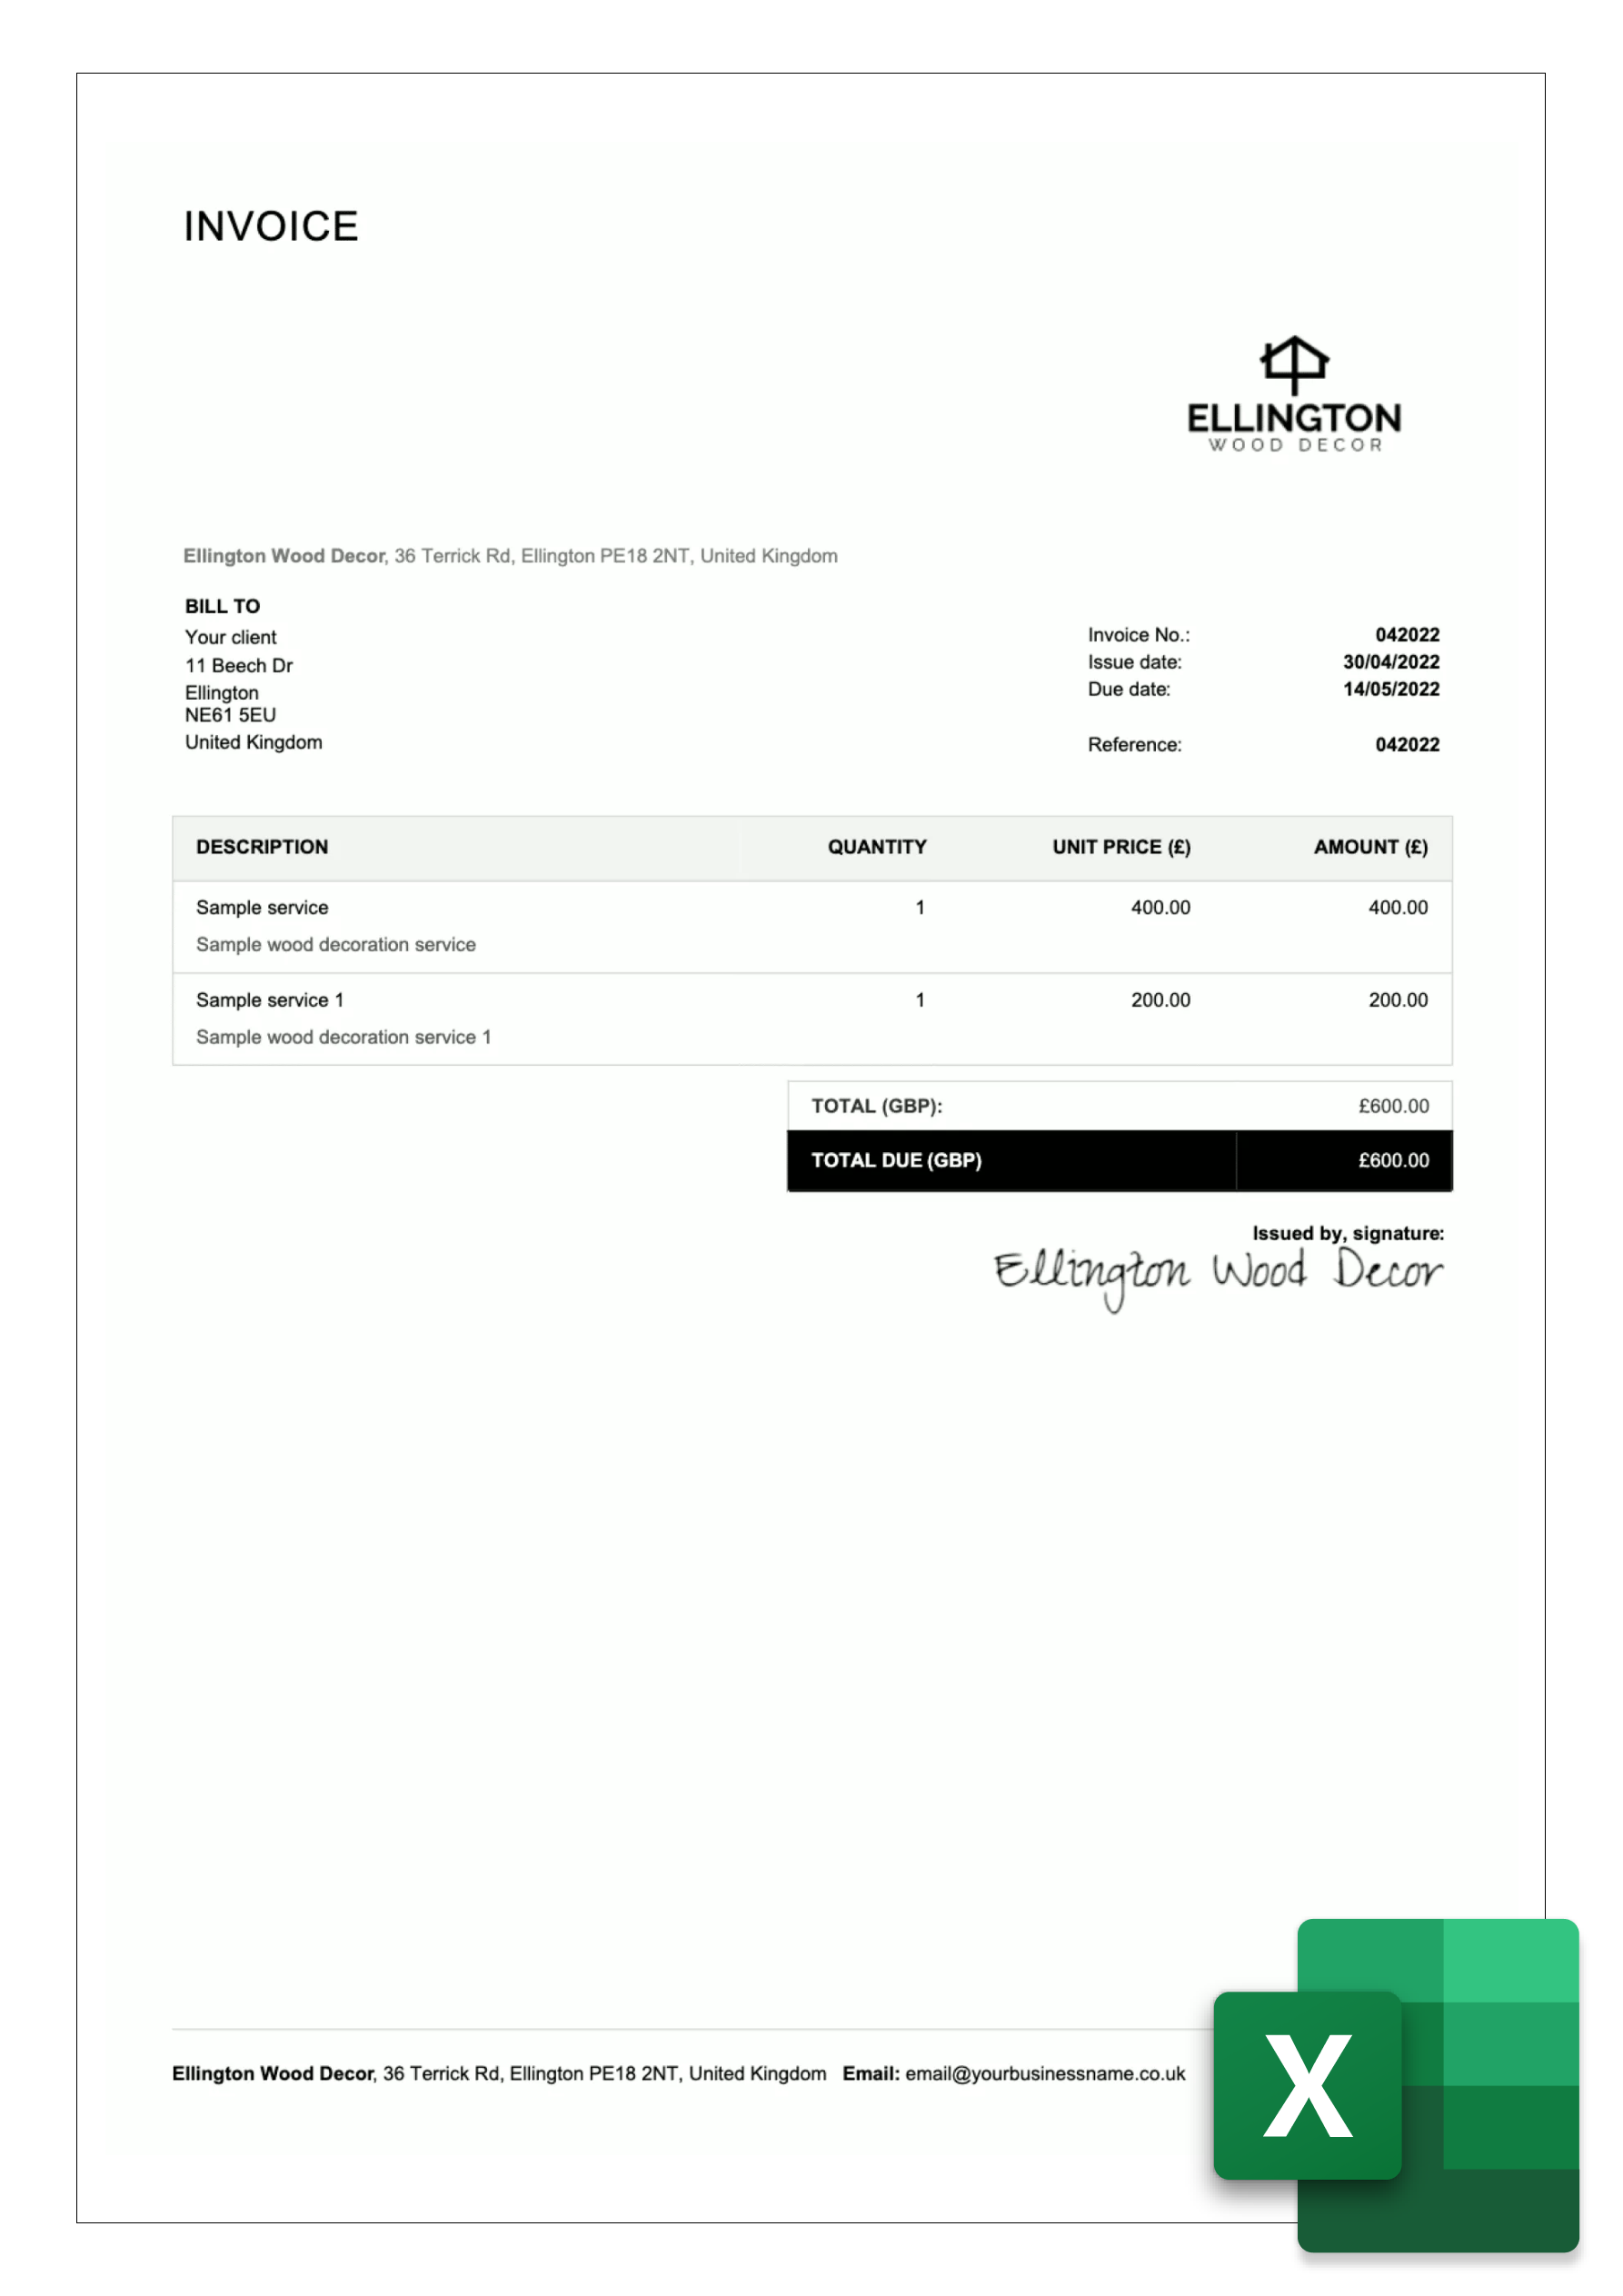 INVOICE
ELLINGTON
WOOD DECOR
Ellington Wood Decor, 36 Terrick Rd, Ellington PE18 2NT, United Kingdom
BILL TO
Your client
11 Beech Dr
Ellington
NE61 5EU
United Kingdom
Invoice No.: 042022
Issue date: 30/04/2022
Due date: 14/05/2022
Reference: 042022
DESCRIPTION QUANTITY UNIT PRICE (£) AMOUNT (£)
Sample service 1 400.00 400.00
Sample wood decoration service
Sample service 1 1 200.00 200.00
Sample wood decoration service 1
TOTAL (GBP): £600.00
TOTAL DUE (GBP) £600.00
Issued by, signature:
Ellington Wood Decor
Ellington Wood Decor, 36 Terrick Rd, Ellington PE18 2NT, United Kingdom Email: email@yourbusinessname.co.uk
X